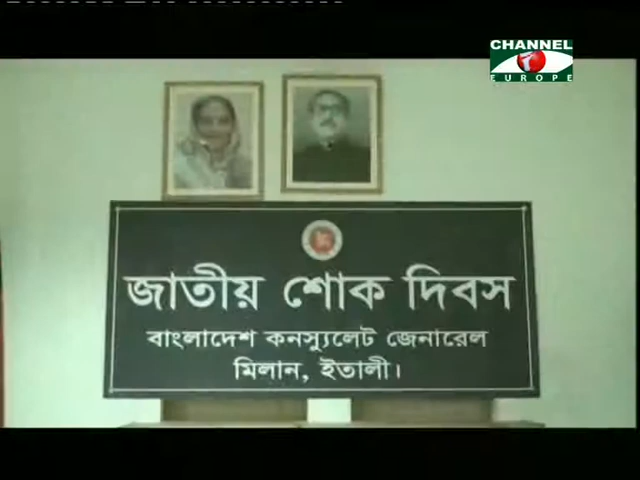 CHANNEL
EUROPE
জাতীয় শোক দিবস
বাংলাদেশ কনস্যুলেট জেনারেল
মিলান, ইতালী।